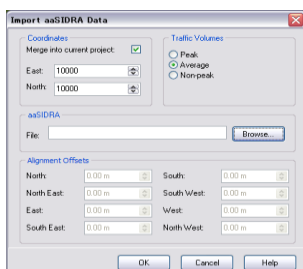 Import aaSIDRA Data
Coordinates
Merge into current project:
East: 10000
North: 10000
Traffic Volumes
Peak
Average
Non-peak
aaSIDRA
File:
Browse...
Alignment Offsets
North: 0.00 m
South: 0.00 m
North East: 0.00 m
South West: 0.00 m
East: 0.00 m
West: 0.00 m
South East: 0.00 m
North West: 0.00 m
OK
Cancel
Help